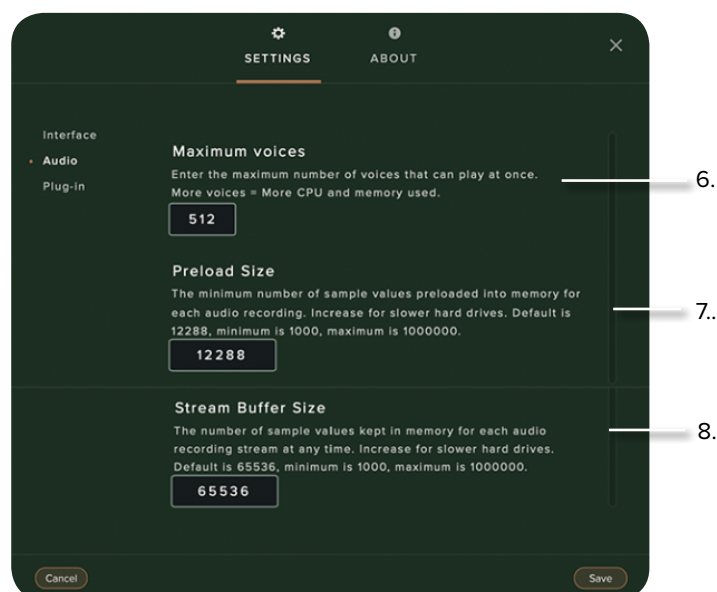 SETTINGS
ABOUT
Interface
Audio
Plug-in
Maximum voices
Enter the maximum number of voices that can play at once.
More voices = More CPU and memory used.
512
6.
Preload Size
The minimum number of sample values preloaded into memory for
each audio recording. Increase for slower hard drives. Default is
12288, minimum is 1000, maximum is 1000000.
12288
7..
Stream Buffer Size
The number of sample values kept in memory for each audio
recording stream at any time. Increase for slower hard drives.
Default is 65536, minimum is 1000, maximum is 1000000.
65536
8.
Cancel
Save